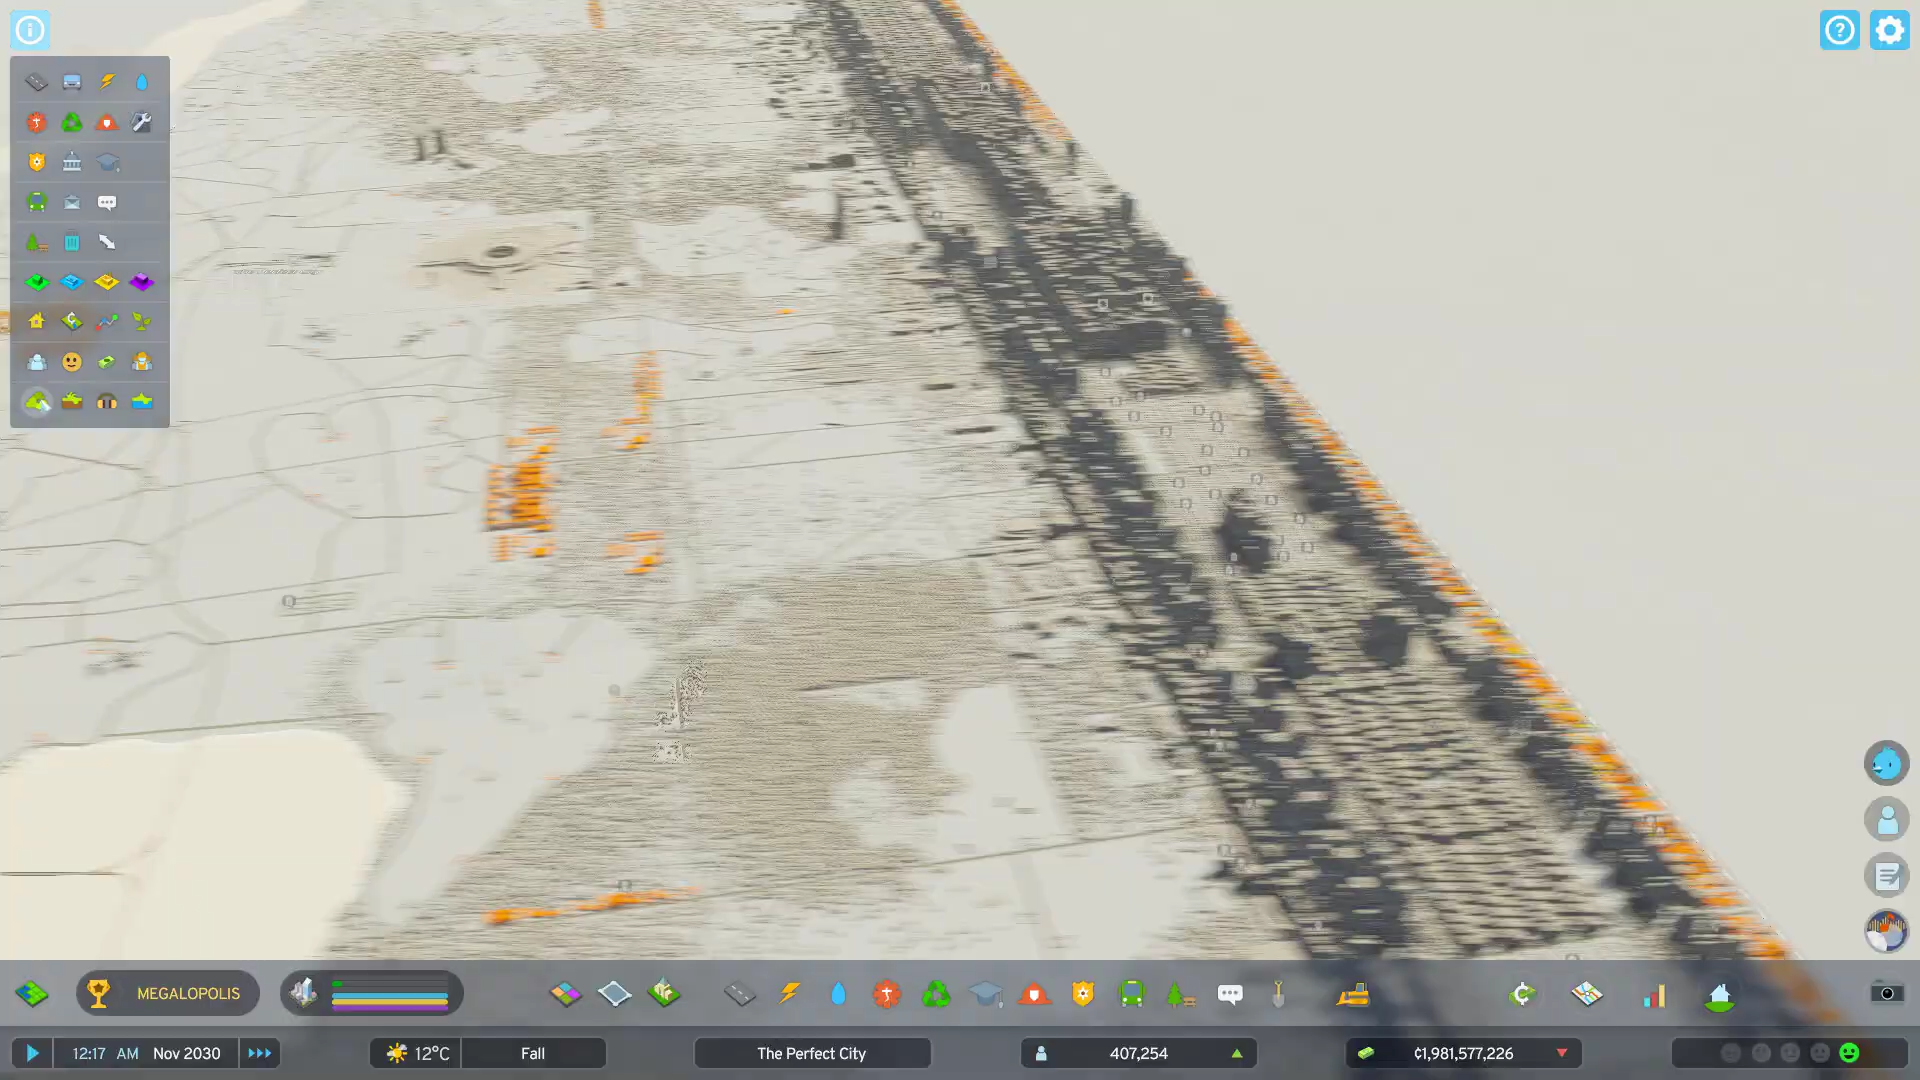 MEGALOPOLIS
12:17 AM Nov 2030
12°C
Fall
The Perfect City
407,254
¢1,981,577,226